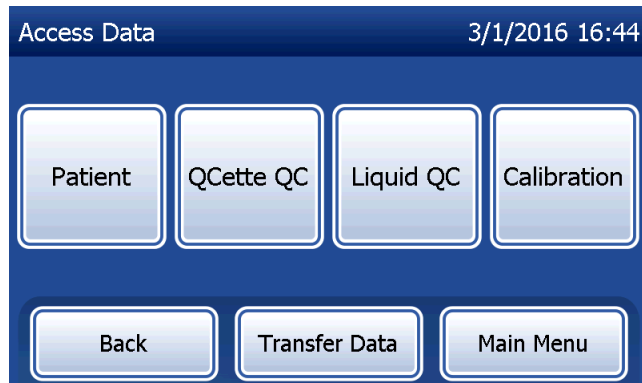 Access Data 3/1/2016 16:44
Patient QCette QC Liquid QC Calibration
Back Transfer Data Main Menu